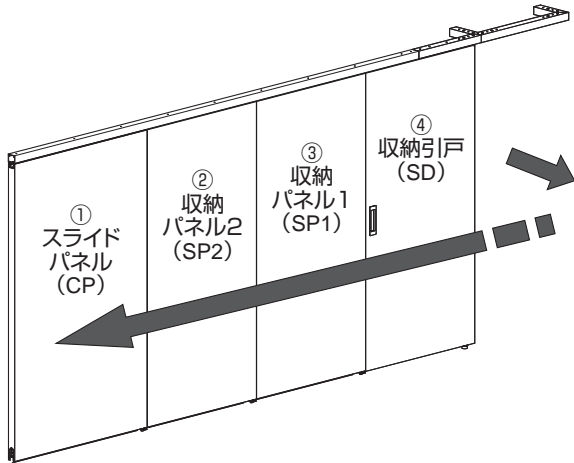 ①
スライド
パネル
(CP)
②
収納
パネル2
(SP2)
③
収納
パネル1
(SP1)
④
収納引戸
(SD)